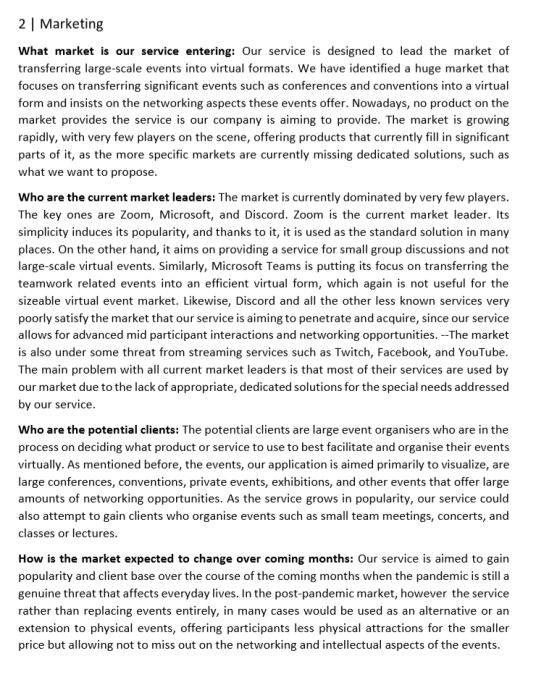 2 | Marketing
What market is our service entering: Our service is designed to lead the market of
transferring large-scale events into virtual formats. We have identified a huge market that
focuses on transferring significant events such as conferences and conventions into a virtual
form and insists on the networking aspects these events offer. Nowadays, no product on the
market provides the service is our company is aiming to provide. The market is growing
rapidly, with very few players on the scene, offering products that currently fill in significant
parts of it, as the more specific markets are currently missing dedicated solutions, such as
what we want to propose.
Who are the current market leaders: The market is currently dominated by very few players.
The key ones are Zoom, Microsoft, and Discord. Zoom is the current market leader. Its
simplicity induces its popularity, and thanks to it, it is used as the standard solution in many
places. On the other hand, it aims on providing a service for small group discussions and not
large-scale virtual events. Similarly, Microsoft Teams is putting its focus on transferring the
teamwork related events into an efficient virtual form, which again is not useful for the
sizeable virtual event market. Likewise, Discord and all the other less known services very
poorly satisfy the market that our service is aiming to penetrate and acquire, since our service
allows for advanced mid participant interactions and networking opportunities. --The market
is also under some threat from streaming services such as Twitch, Facebook, and YouTube.
The main problem with all current market leaders is that most of their services are used by
our market due to the lack of appropriate, dedicated solutions for the special needs addressed
by our service.
Who are the potential clients: The potential clients are large event organisers who are in the
process on deciding what product or service to use to best facilitate and organise their events
virtually. As mentioned before, the events, our application is aimed primarily to visualize, are
large conferences, conventions, private events, exhibitions, and other events that offer large
amounts of networking opportunities. As the service grows in popularity, our service could
also attempt to gain clients who organise events such as small team meetings, concerts, and
classes or lectures.
How is the market expected to change over coming months: Our service is aimed to gain
popularity and client base over the course of the coming months when the pandemic is still a
genuine threat that affects everyday lives. In the post-pandemic market, however the service
rather than replacing events entirely, in many cases would be used as an alternative or an
extension to physical events, offering participants less physical attractions for the smaller
price but allowing not to miss out on the networking and intellectual aspects of the events.